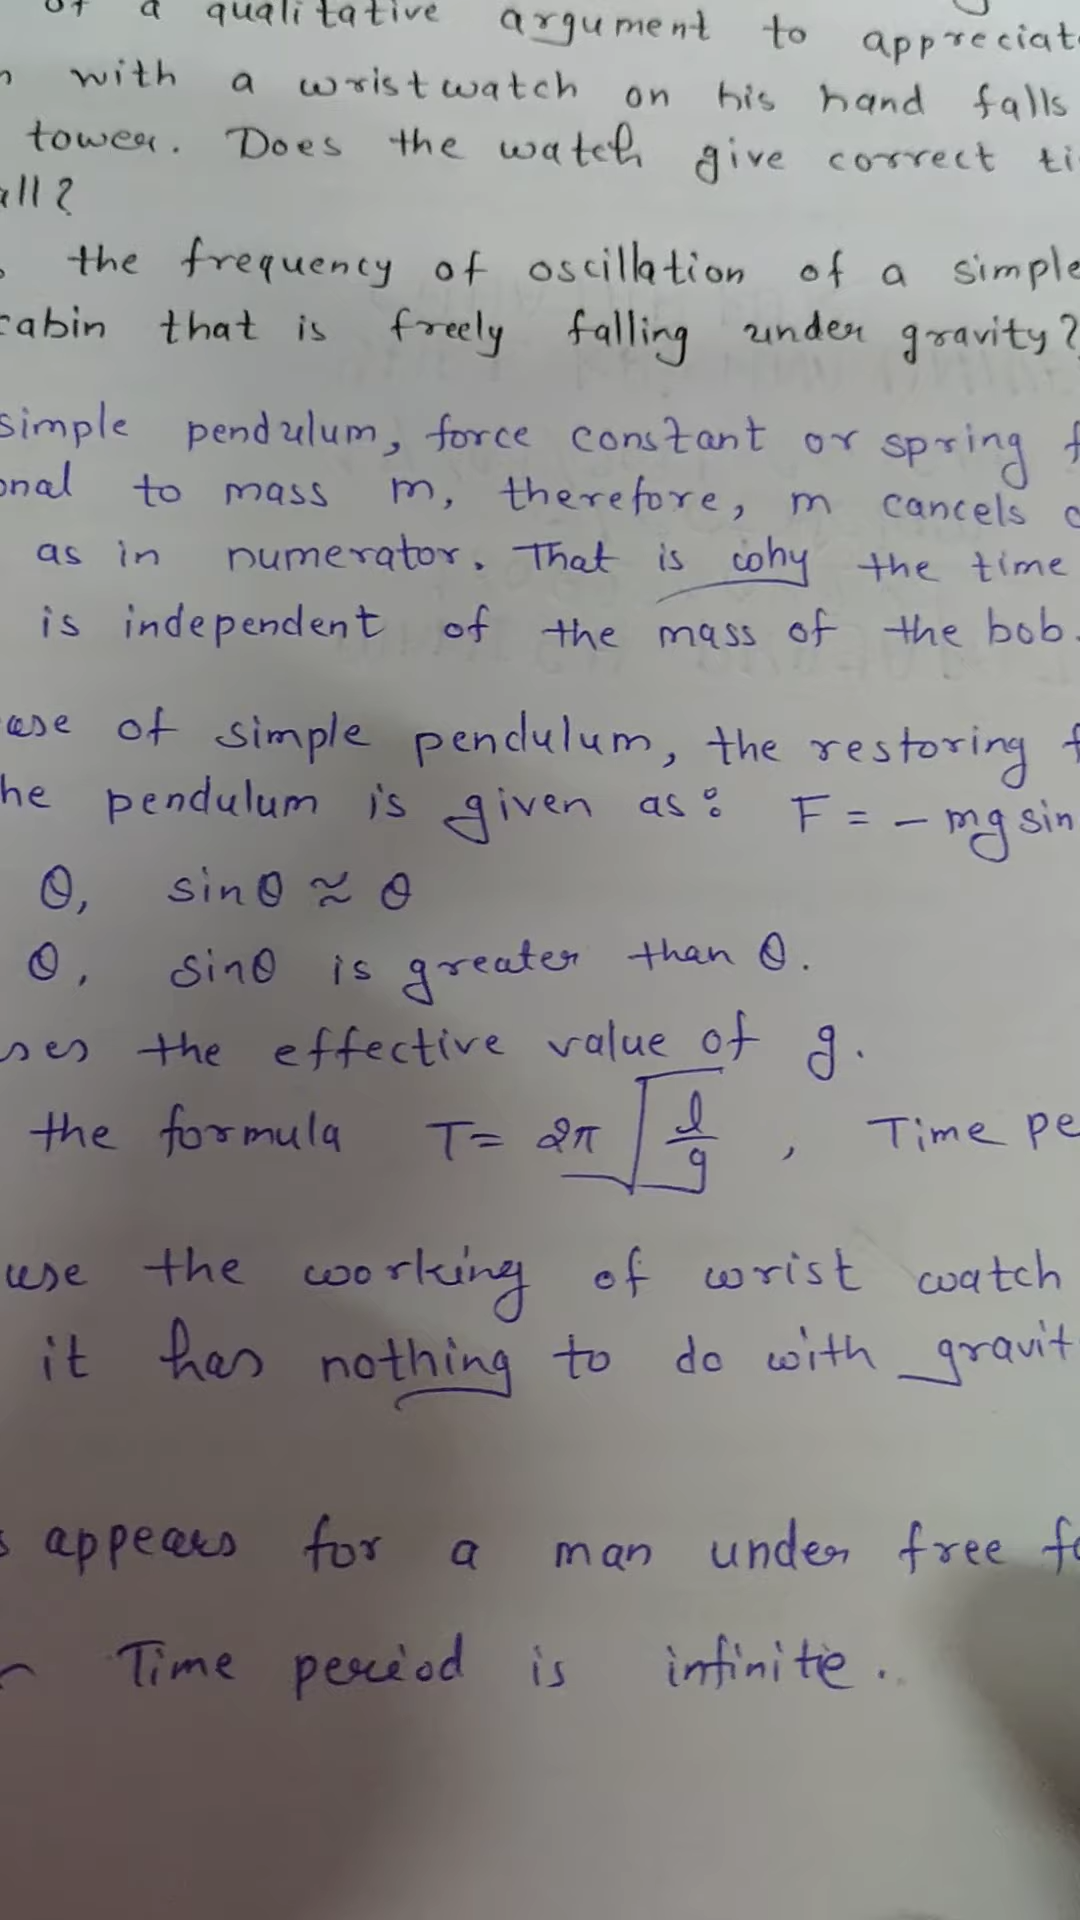 of a qualitative argument to appreciat
with a wristwatch on his hand falls
tower. Does the watch give correct ti
all?
the frequency of oscillation of a simple
cabin that is freely falling under gravity?
simple pendulum, force constant or spring f
onal to mass m, therefore, m cancels
as in numerator. That is why the time
is independent of the mass of the bob.
ase of simple pendulum, the restoring f
he pendulum is given as: F = - mg sin
θ, sinθ ≈ θ
θ, sinθ is greater than θ.
ses the effective value of g.
the formula T = 2π √(l/g) , Time pe
use the working of wrist watch
it has nothing to do with gravit
s appears for a man under free fa
Time period is infinite.